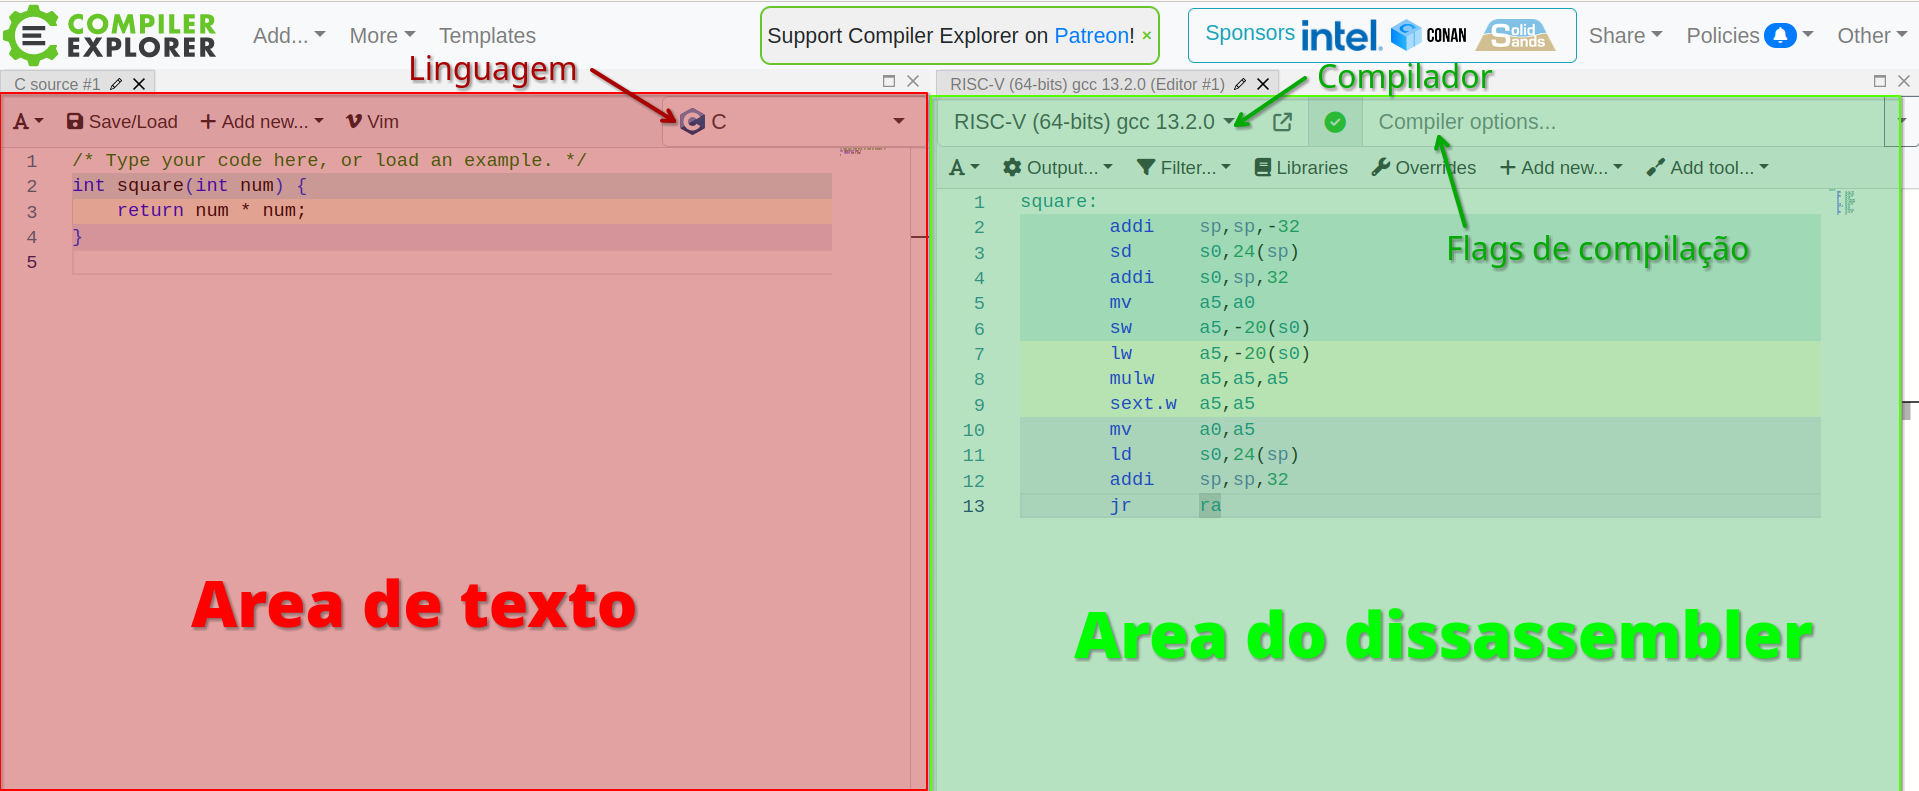 COMPILER
EXPLORER
Add...
More
Templates
Support Compiler Explorer on Patreon! ×
Sponsors intel. CONAN Solid Sands
Share
Policies
Other
Linguagem
Compilador
C source #1
RISC-V (64-bits) gcc 13.2.0 (Editor #1)
A
Save/Load
+ Add new...
Vim
C
RISC-V (64-bits) gcc 13.2.0
Compiler options...
A
Output...
Filter...
Libraries
Overrides
+ Add new...
Add tool...
Flags de compilação
1 /* Type your code here, or load an example. */
2 int square(int num) {
3     return num * num;
4 }
5
Area de texto
1 square:
2         addi    sp,sp,-32
3         sd      s0,24(sp)
4         addi    s0,sp,32
5         mv      a5,a0
6         sw      a5,-20(s0)
7         lw      a5,-20(s0)
8         mulw    a5,a5,a5
9         sext.w  a5,a5
10         mv      a0,a5
11         ld      s0,24(sp)
12         addi    sp,sp,32
13         jr      ra
Area do dissassembler